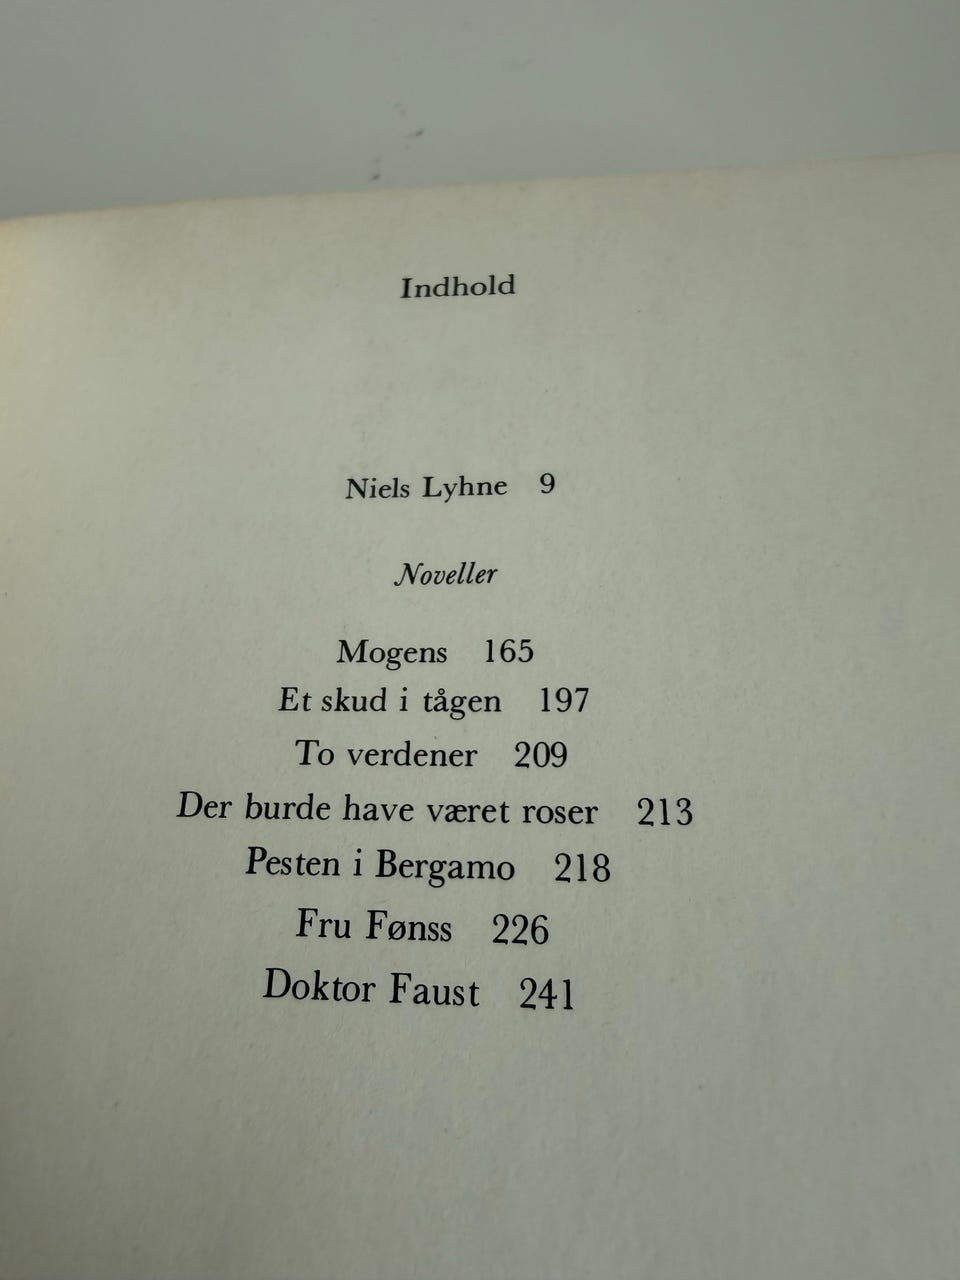 Indhold
Niels Lyhne 9
Noveller
Mogens 165
Et skud i tågen 197
To verdener 209
Der burde have været roser 213
Pesten i Bergamo 218
Fru Fønss 226
Doktor Faust 241